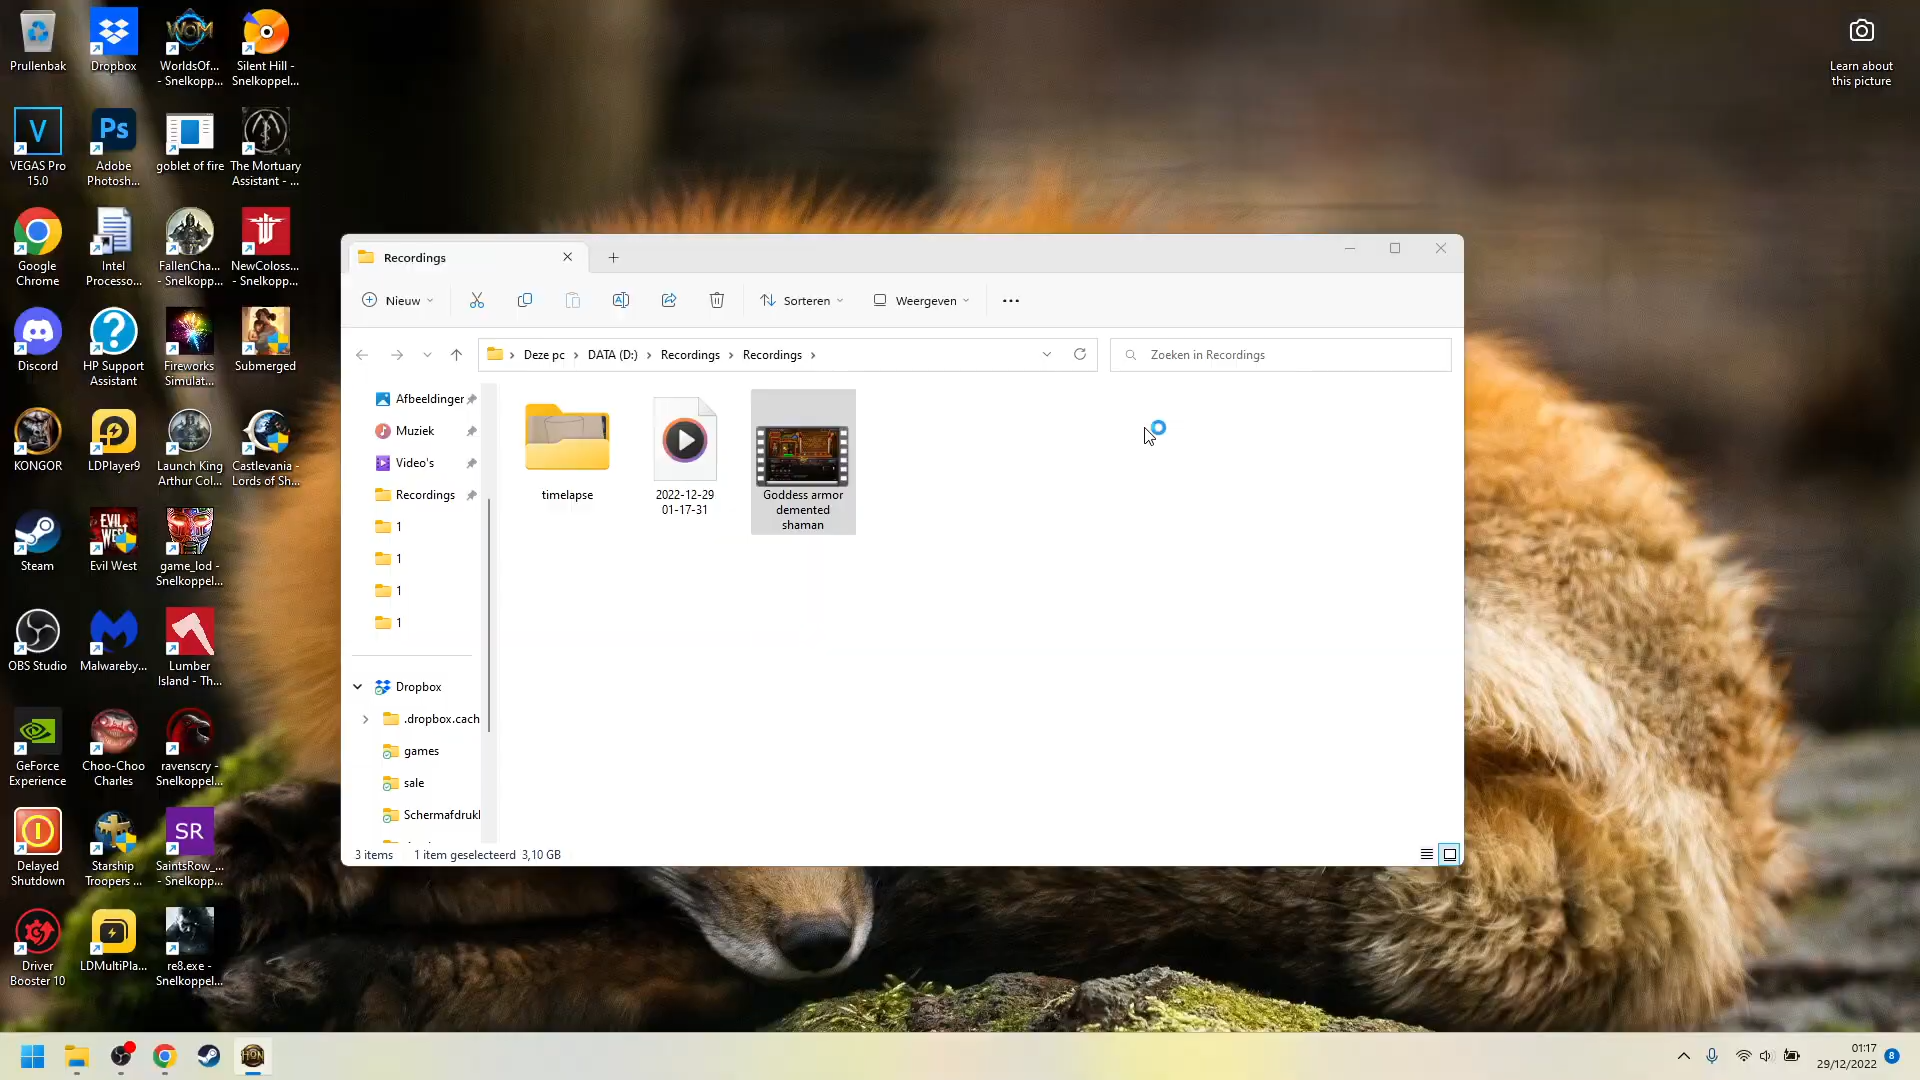 Prullenbak
Dropbox
WorldsOf...
- Snelkopp...
Silent Hill -
Snelkoppel...
Learn about
this picture
VEGAS Pro
15.0
Adobe
Photosh...
goblet of fire
The Mortuary
Assistant - ...
Google
Chrome
Intel
Processo...
FallenCha...
- Snelkopp...
NewColoss...
- Snelkopp...
Discord
HP Support
Assistant
Fireworks
Simulat...
Submerged
KONGOR
LDPlayer9
Launch King
Arthur Col...
Castlevania -
Lords of Sh...
Steam
Evil West
game_lod -
Snelkoppel...
OBS Studio
Malwareby...
Lumber
Island - Th...
GeForce
Experience
Choo-Choo
Charles
ravenscry -
Snelkoppel...
Delayed
Shutdown
Starship
Troopers ...
SaintsRow_...
- Snelkopp...
Driver
Booster 10
LDMultiPla...
re8.exe -
Snelkoppel...
Recordings
Nieuw
Sorteren
Weergeven
Deze pc
DATA (D:)
Recordings
Recordings
Zoeken in Recordings
Afbeeldingen
Muziek
Video's
Recordings
1
1
1
1
Dropbox
.dropbox.cach
games
sale
Schermafdrukk
timelapse
2022-12-29
01-17-31
Goddess armor
demented
shaman
3 items
1 item geselecteerd 3,10 GB
01:17
29/12/2022
8